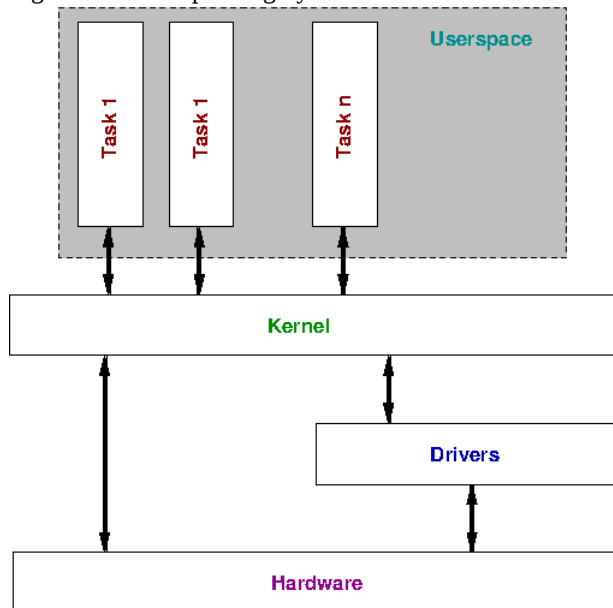 Userspace
Task 1
Task 1
Task n
Kernel
Drivers
Hardware